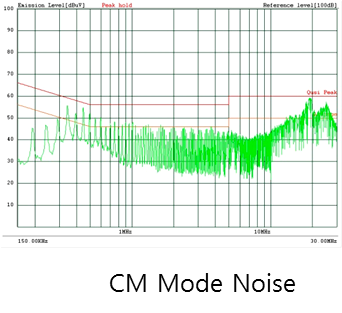 Emission Level[dBuV] Peak hold Reference level[100dB]
100
90
80
70
60
Quasi Peak
50
40
30
20
10
150.00KHz 1MHz 10MHz 30.00MHz
CM Mode Noise